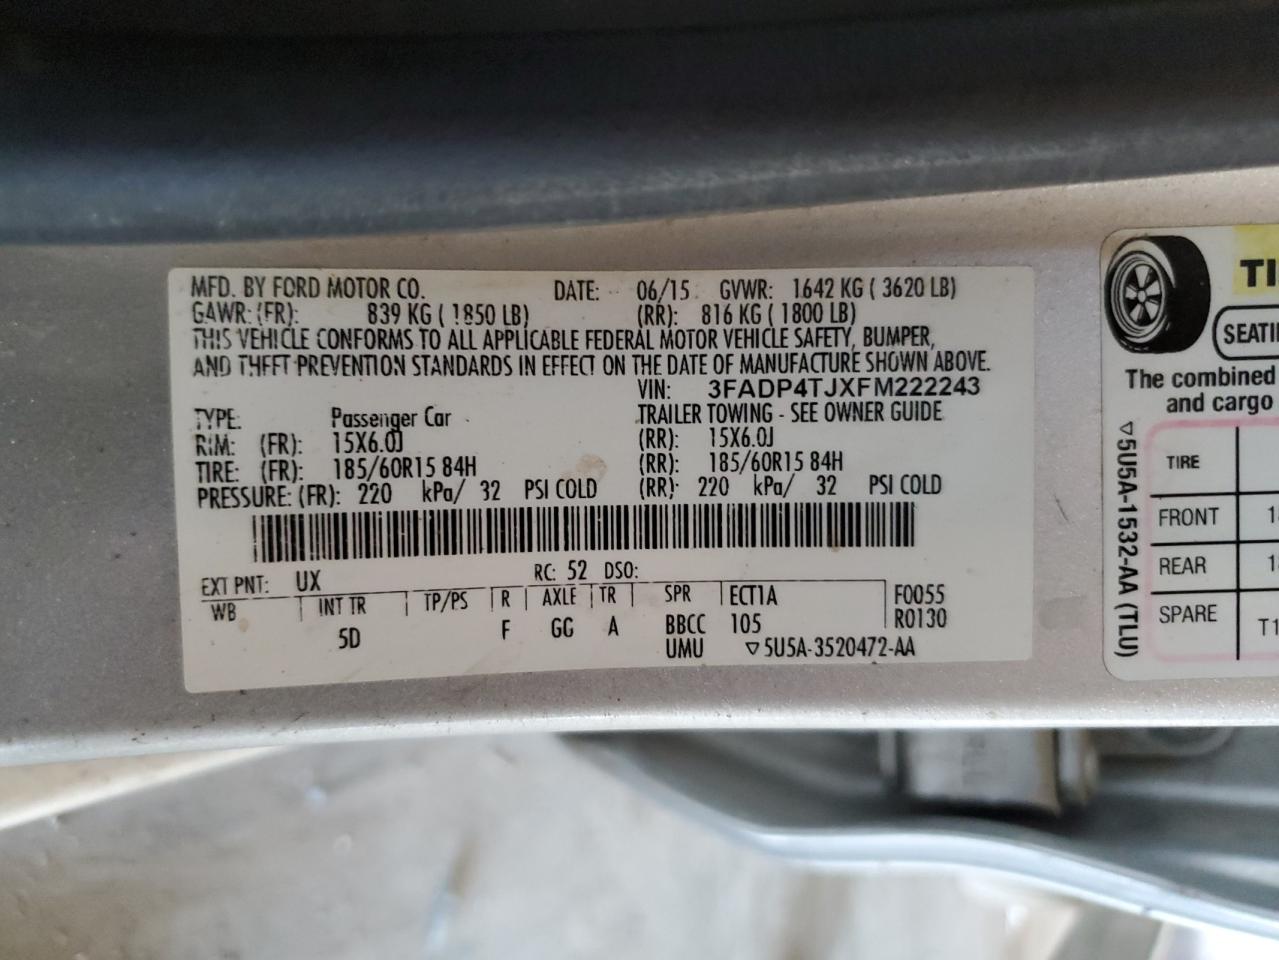 MFD. BY FORD MOTOR CO. DATE: 06/15 GVWR: 1642 KG ( 3620 LB)
GAWR: (FR): 839 KG ( 1850 LB) (RR): 816 KG ( 1800 LB)
THIS VEHICLE CONFORMS TO ALL APPLICABLE FEDERAL MOTOR VEHICLE SAFETY, BUMPER,
AND THEFT PREVENTION STANDARDS IN EFFECT ON THE DATE OF MANUFACTURE SHOWN ABOVE.
VIN: 3FADP4TJXFM222243
TYPE: Passenger Car TRAILER TOWING - SEE OWNER GUIDE
RIM: (FR): 15X6.0J (RR): 15X6.0J
TIRE: (FR): 185/60R15 84H (RR): 185/60R15 84H
PRESSURE: (FR): 220 kPa/ 32 PSI COLD (RR): 220 kPa/ 32 PSI COLD
EXT PNT: UX RC: 52 DSO:
WB INT TR TP/PS R AXLE TR SPR ECT1A F0055
5D F GG A BBCC 105 R0130
UMU ▽5U5A-3520472-AA
TI
SEATI
The combined
and cargo
TIRE
FRONT 1
REAR 1
SPARE T1
▽5U5A-1532-AA (TLU)